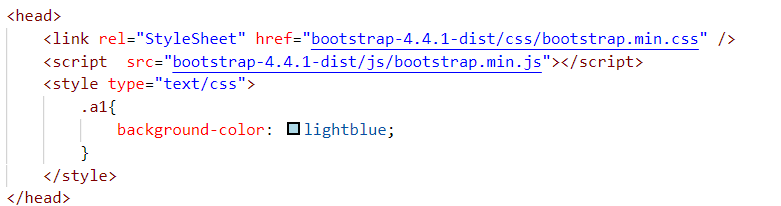 <head>
    <link rel="StyleSheet" href="bootstrap-4.4.1-dist/css/bootstrap.min.css" />
    <script  src="bootstrap-4.4.1-dist/js/bootstrap.min.js"></script>
    <style type="text/css">
        .a1{
            background-color: lightblue;
        }
    </style>
</head>